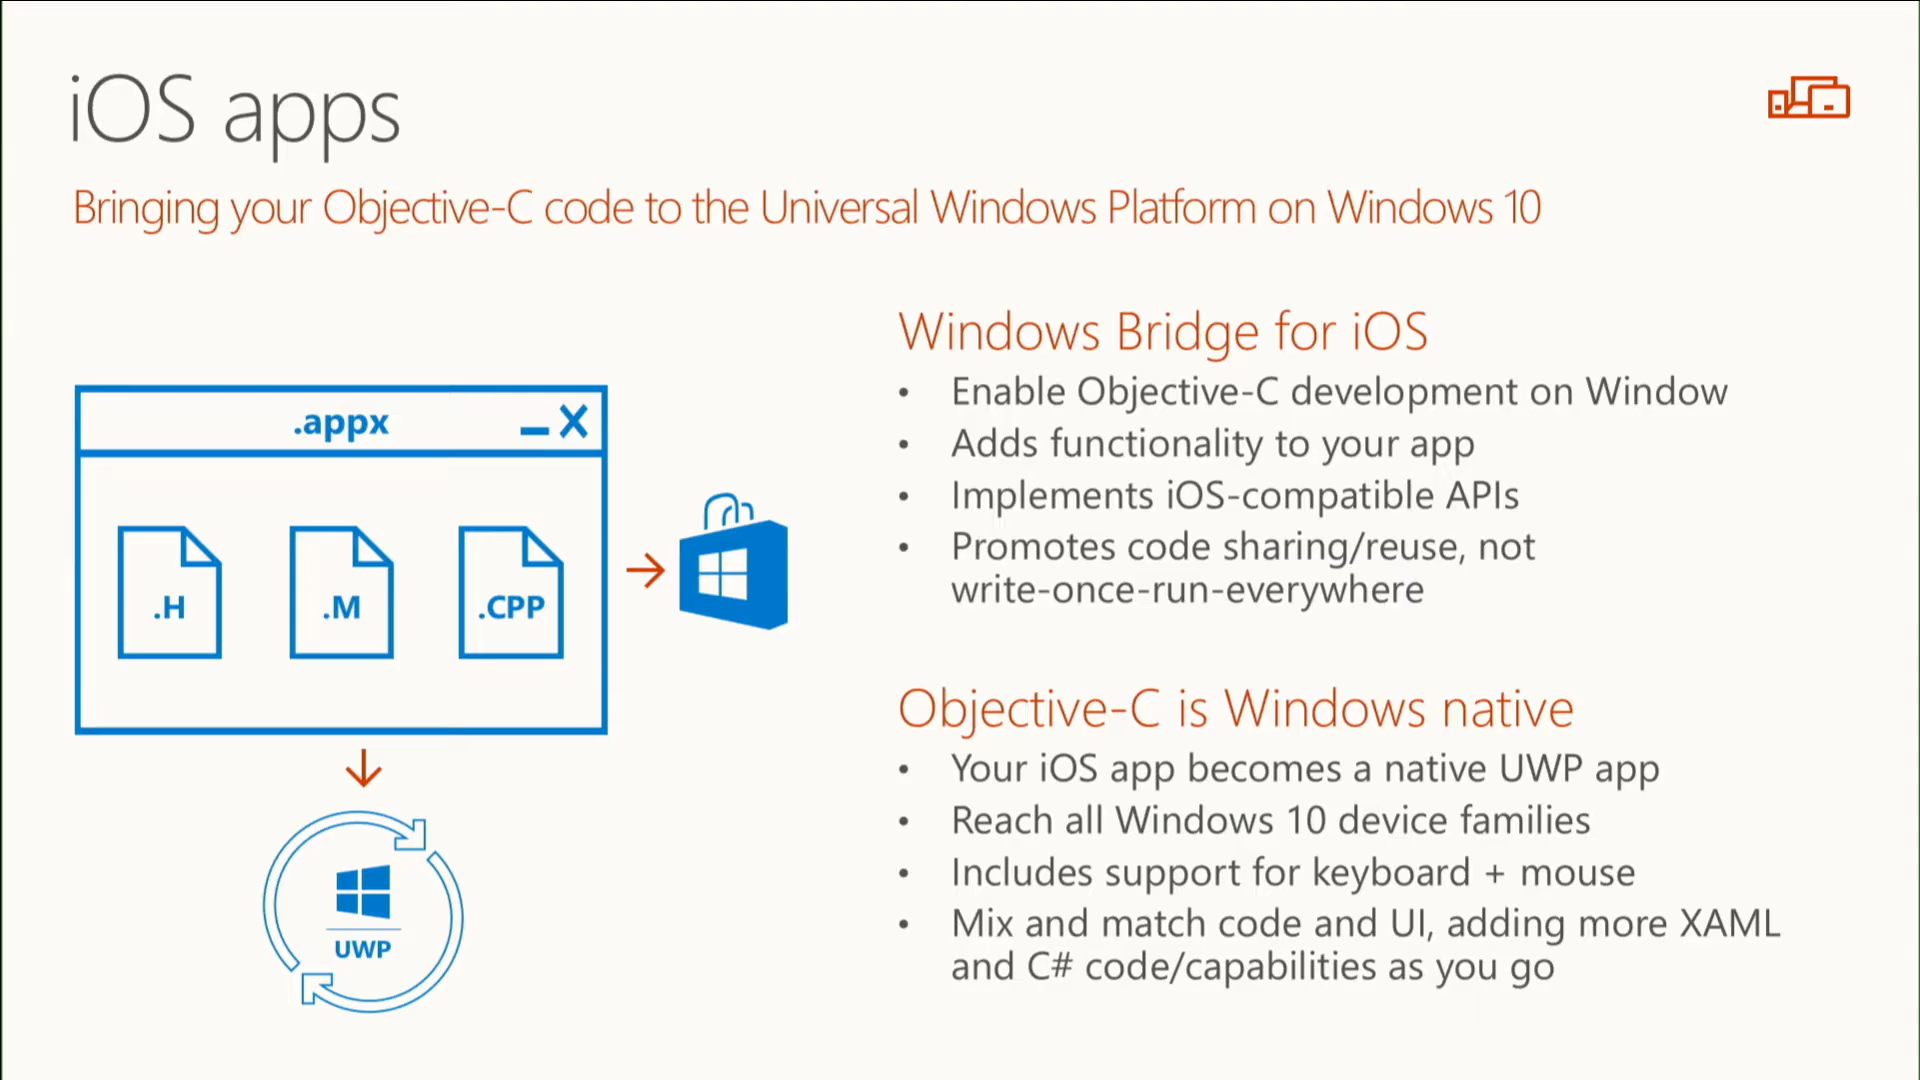 iOS apps
Bringing your Objective-C code to the Universal Windows Platform on Windows 10
.appx
.H
.M
.CPP
UWP
Windows Bridge for iOS
• Enable Objective-C development on Window
• Adds functionality to your app
• Implements iOS-compatible APIs
• Promotes code sharing/reuse, not
write-once-run-everywhere
Objective-C is Windows native
• Your iOS app becomes a native UWP app
• Reach all Windows 10 device families
• Includes support for keyboard + mouse
• Mix and match code and UI, adding more XAML
and C# code/capabilities as you go